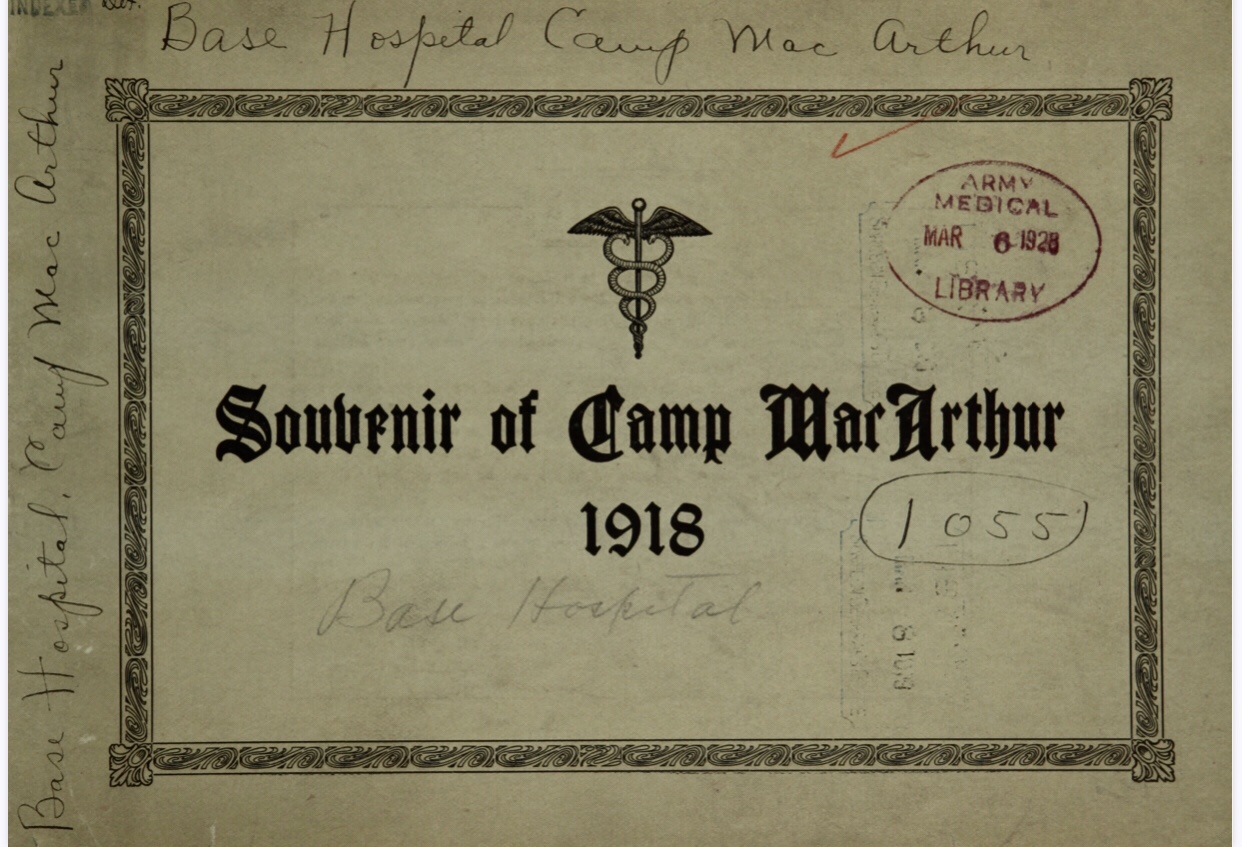 INDEXED
Base Hospital Camp Mac Arthur
Base Hospital, Camp Mac Arthur
ARMY
MEDICAL
MAR 6 1928
LIBRARY
Souvenir of Camp MacArthur
1918
1055
Base Hospital